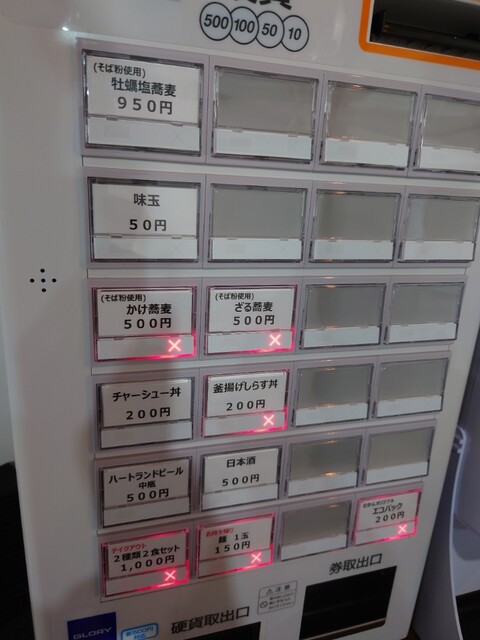 500 100 50 10
(そば粉使用)
牡蠣塩蕎麦
950円
味玉
50円
(そば粉使用)
かけ蕎麦
500円
(そば粉使用)
ざる蕎麦
500円
チャーシュー丼
200円
釜揚げしらす丼
200円
ハートランドビール
中瓶
500円
日本酒
500円
テイクアウト
2種類2食セット
1,000円
お持ち帰り
麺 1玉
150円
エコバック
200円
GLORY
硬貨取出口
注意
券取出口